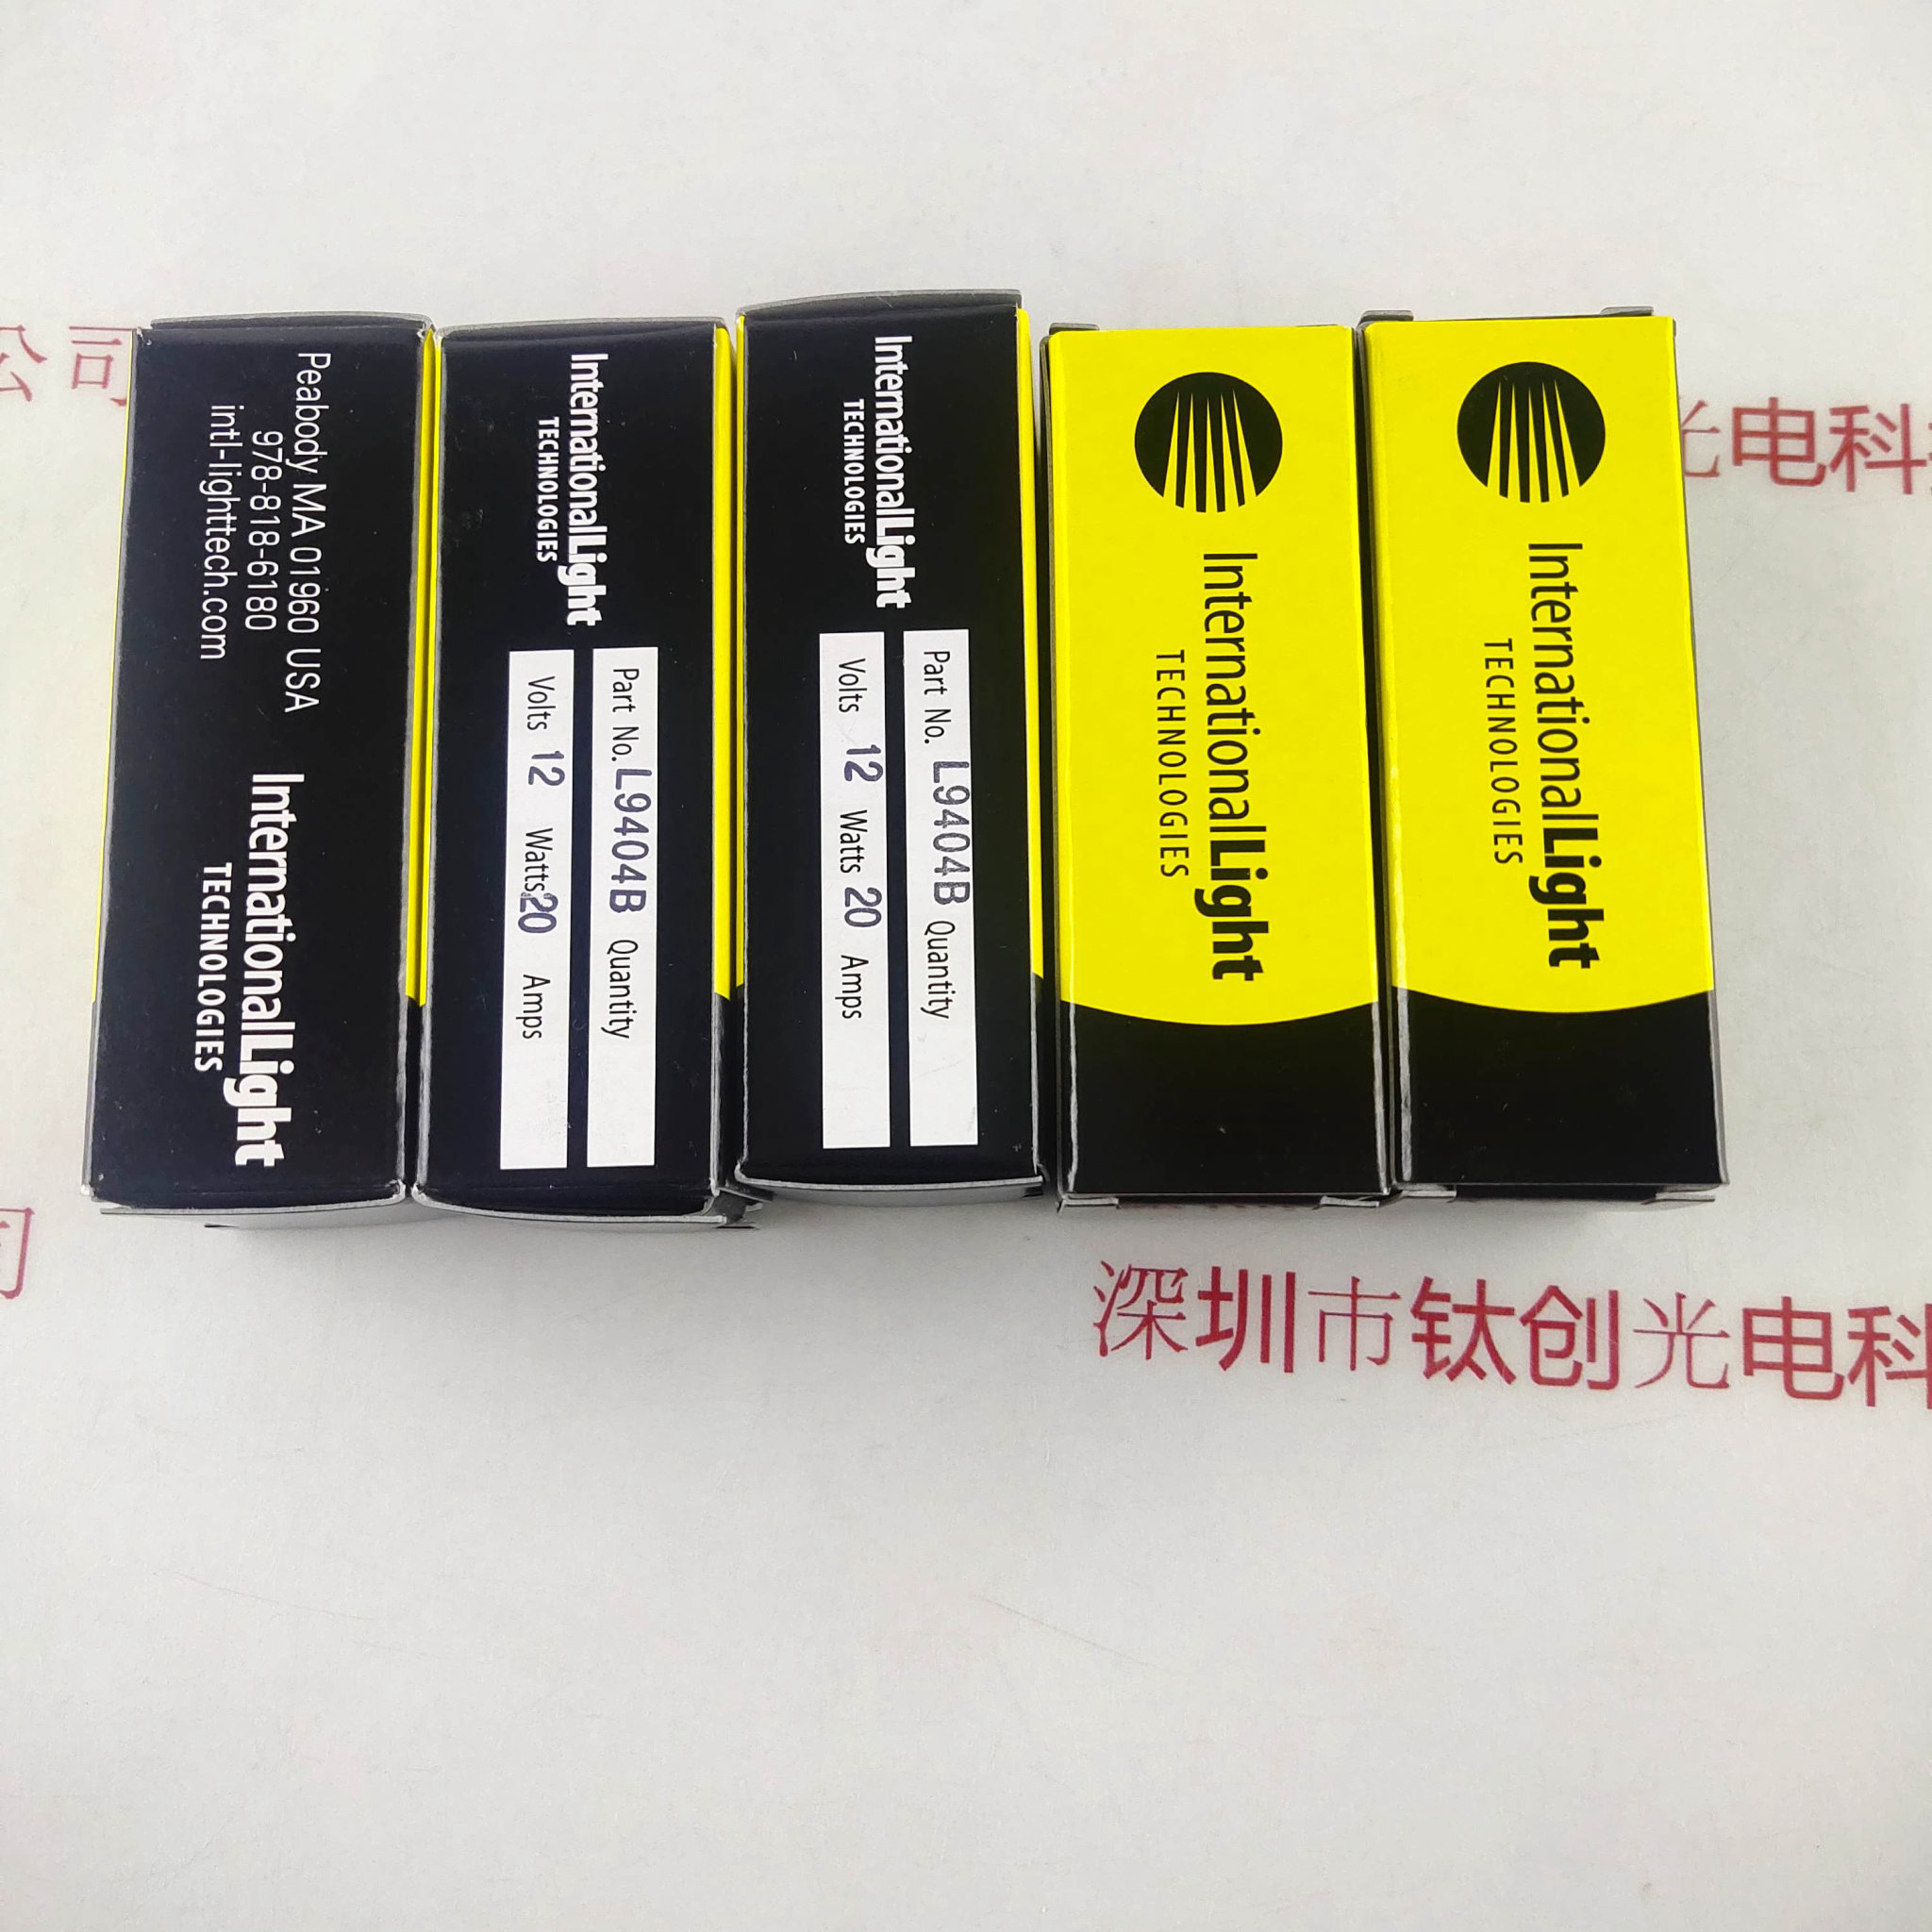 公司
Peabody MA 01960 USA
978-818-6180
intl-lighttech.com
InternationalLight
TECHNOLOGIES
InternationalLight
TECHNOLOGIES
Part No. L9404B Quantity
Volts 12 Watts 20 Amps
InternationalLight
TECHNOLOGIES
Part No. L9404B Quantity
Volts 12 Watts 20 Amps
InternationalLight
TECHNOLOGIES
InternationalLight
TECHNOLOGIES
光电科
深圳市钛创光电科